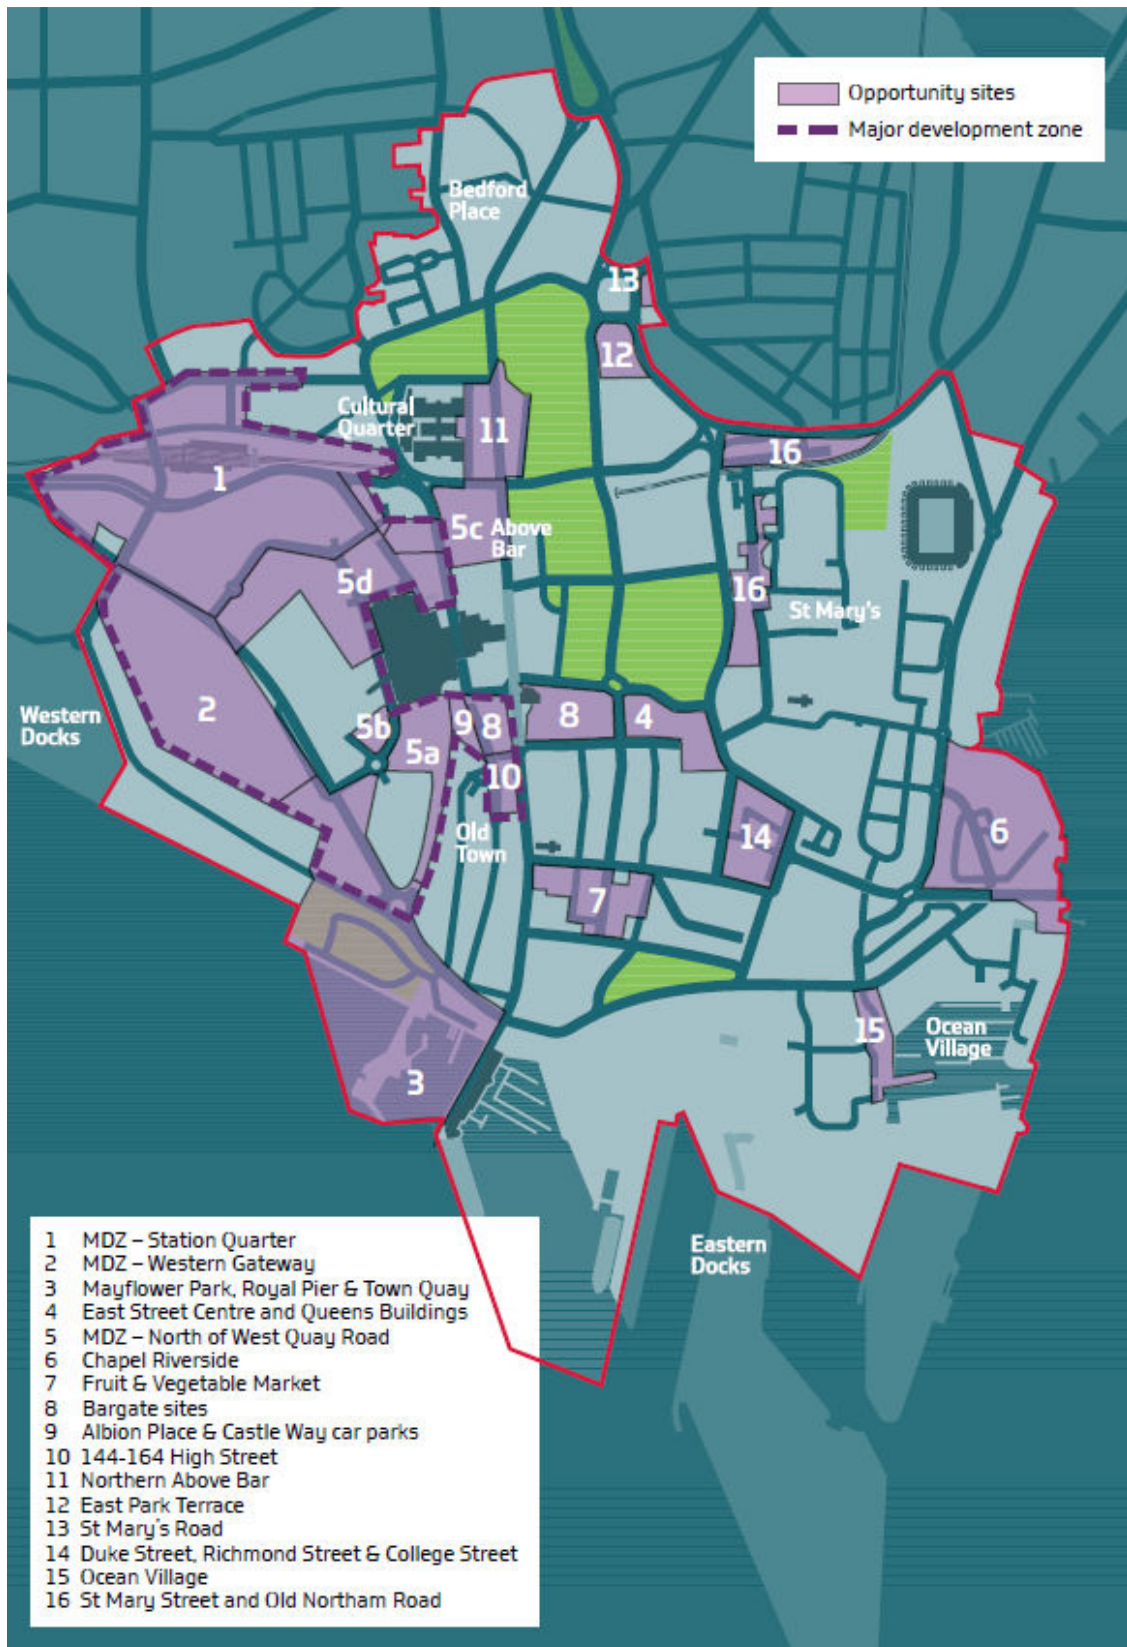 Opportunity sites
Major development zone
Bedford
Place
13
12
Cultural
Quarter
11
16
1
5c
Above
Bar
5d
16
St Mary's
Western
Docks
2
5b
5a
9
8
8
4
10
Old
Town
14
6
7
15
Ocean
Village
3
Eastern
Docks
1 MDZ – Station Quarter
2 MDZ – Western Gateway
3 Mayflower Park, Royal Pier & Town Quay
4 East Street Centre and Queens Buildings
5 MDZ – North of West Quay Road
6 Chapel Riverside
7 Fruit & Vegetable Market
8 Bargate sites
9 Albion Place & Castle Way car parks
10 144-164 High Street
11 Northern Above Bar
12 East Park Terrace
13 St Mary's Road
14 Duke Street, Richmond Street & College Street
15 Ocean Village
16 St Mary Street and Old Northam Road